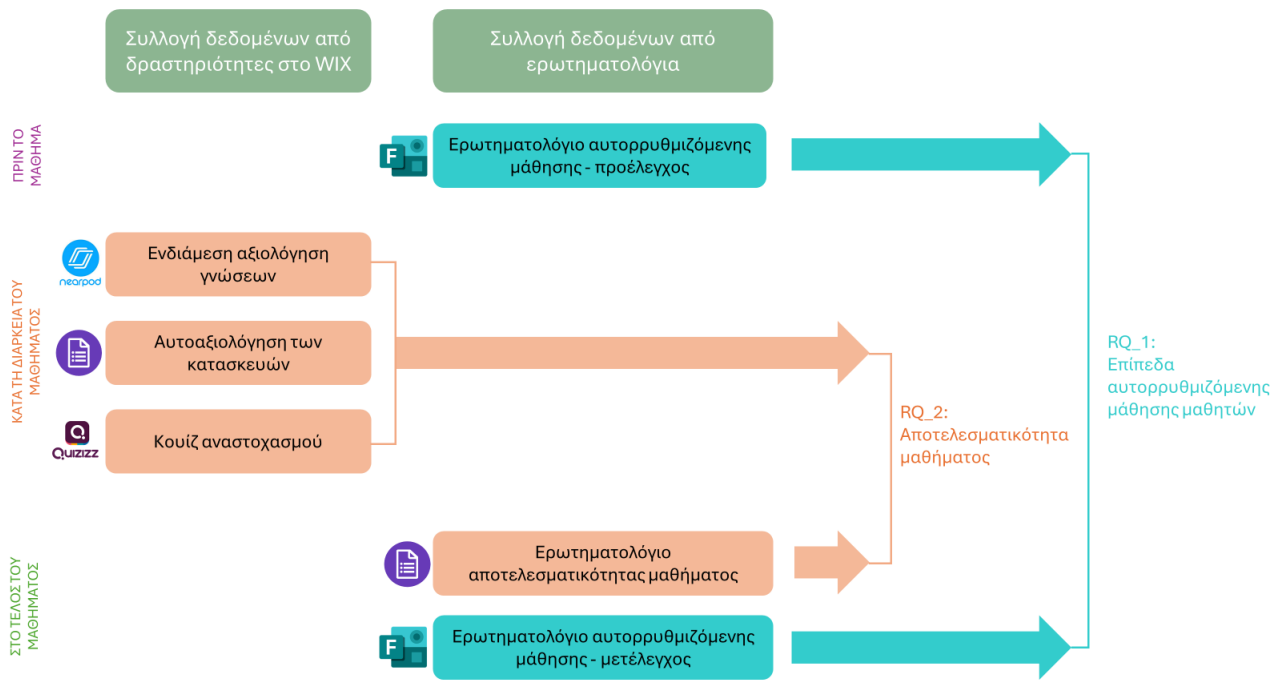 Συλλογή δεδομένων από
δραστηριότητες στο WIX
Συλλογή δεδομένων από
ερωτηματολόγια
ΠΡΙΝ ΤΟ
ΜΑΘΗΜΑ
F
Ερωτηματολόγιο αυτορρυθμιζόμενης
μάθησης - προέλεγχος
ΚΑΤΑ ΤΗ ΔΙΑΡΚΕΙΑ ΤΟΥ
ΜΑΘΗΜΑΤΟΣ
nearpod
Ενδιάμεση αξιολόγηση
γνώσεων
Αυτοαξιολόγηση των
κατασκευών
Quizizz
Κουίζ αναστοχασμού
RQ_2:
Αποτελεσματικότητα
μαθήματος
RQ_1:
Επίπεδα
αυτορρυθμιζόμενης
μάθησης μαθητών
ΣΤΟ ΤΕΛΟΣ ΤΟΥ
ΜΑΘΗΜΑΤΟΣ
Ερωτηματολόγιο
αποτελεσματικότητας μαθήματος
F
Ερωτηματολόγιο αυτορρυθμιζόμενης
μάθησης - μετέλεγχος